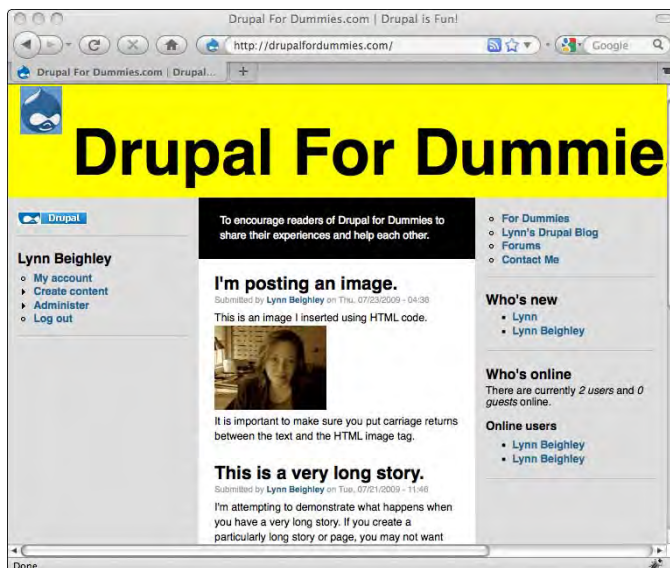 Drupal For Dummies.com | Drupal is Fun!
http://drupalfordummies.com/
Google
Drupal For Dummies.com | Drupal...
Drupal For Dummie
Drupal
Lynn Beighley
My account
Create content
Administer
Log out
To encourage readers of Drupal for Dummies to
share their experiences and help each other.
I'm posting an image.
Submitted by Lynn Beighley on Thu, 07/23/2009 - 04:36
This is an image I inserted using HTML code.
It is important to make sure you put carriage returns
between the text and the HTML image tag.
This is a very long story.
Submitted by Lynn Beighley on Tue, 07/21/2009 - 11:46
I'm attempting to demonstrate what happens when
you have a very long story. If you create a
particularly long story or page, you may not want
For Dummies
Lynn's Drupal Blog
Forums
Contact Me
Who's new
Lynn
Lynn Beighley
Who's online
There are currently 2 users and 0
guests online.
Online users
Lynn Beighley
Lynn Beighley
Done